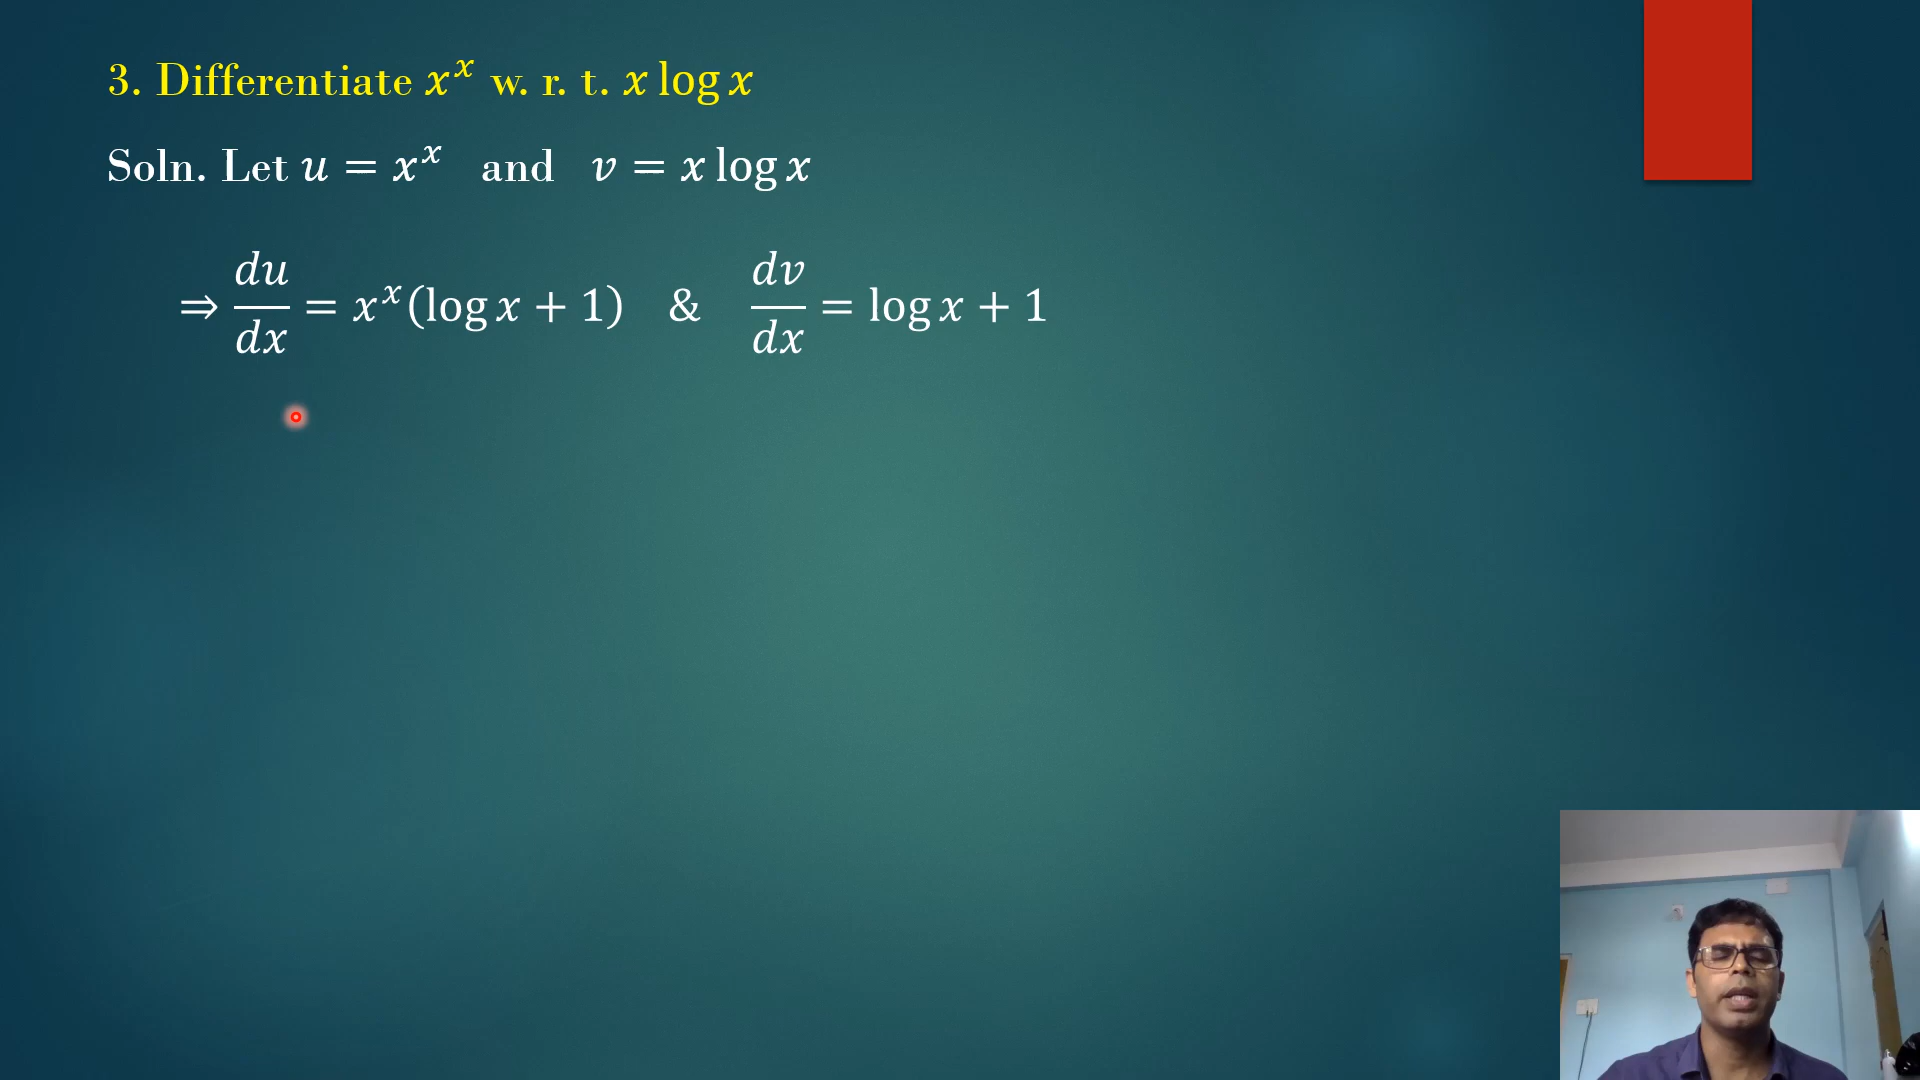 3. Differentiate x^x w. r. t. x log x
Soln. Let u = x^x and v = x log x
⇒ du/dx = x^x(log x + 1) & dv/dx = log x + 1